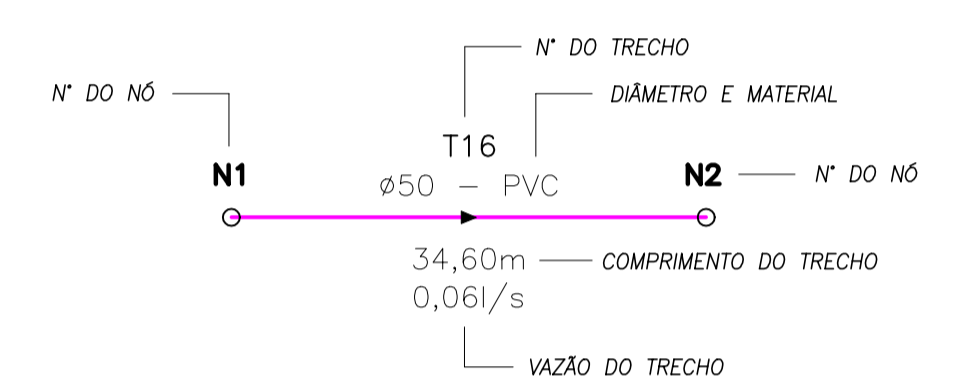 N° DO TRECHO
N° DO NÓ
DIÂMETRO E MATERIAL
T16
N1
Ø50 – PVC
N2
N° DO NÓ
34,60m
COMPRIMENTO DO TRECHO
0,06l/s
VAZÃO DO TRECHO